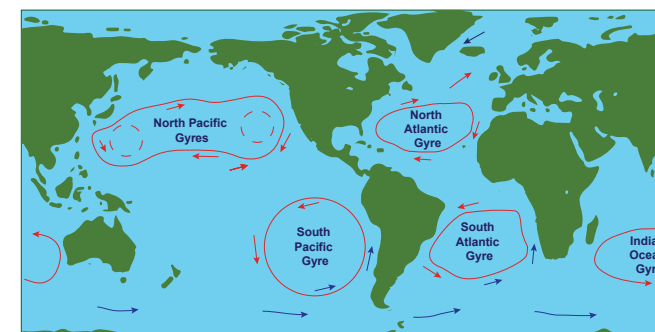 North Pacific
Gyres
North
Atlantic
Gyre
South
Pacific
Gyre
South
Atlantic
Gyre